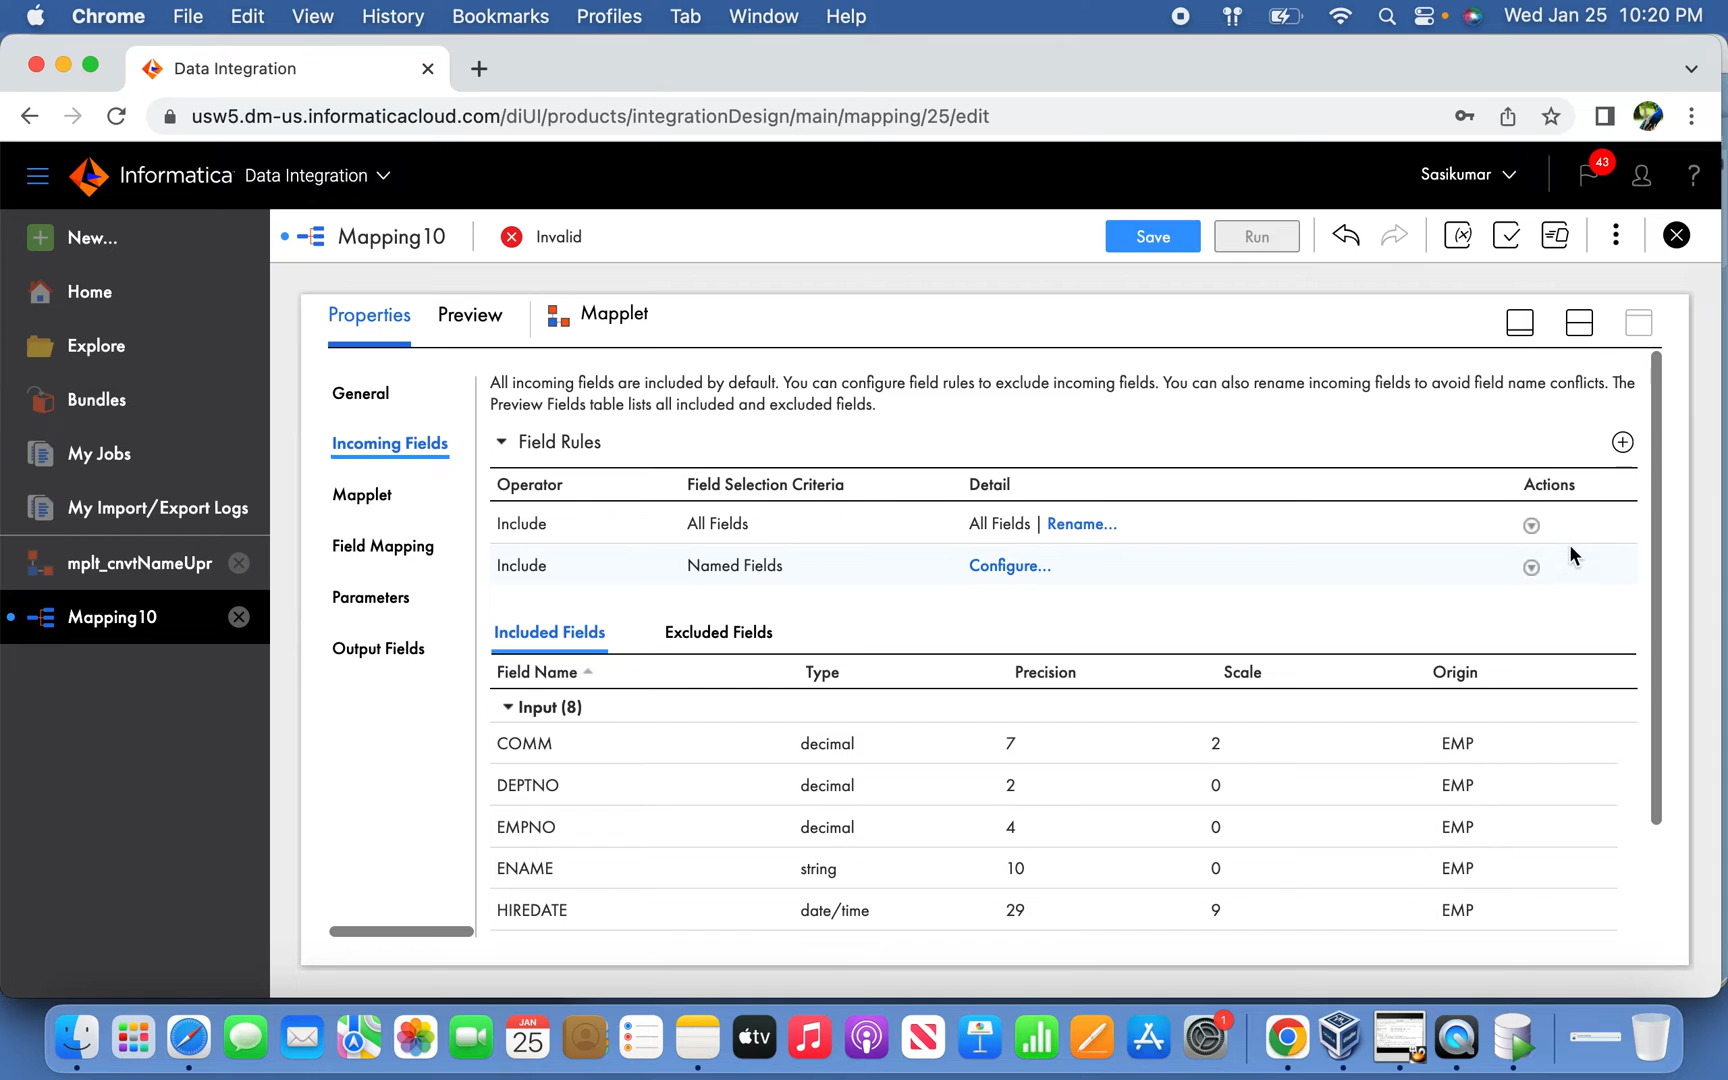 Chrome File Edit View History Bookmarks Profiles Tab Window Help Wed Jan 25 10:20 PM
Data Integration
usw5.dm-us.informaticacloud.com/diUI/products/integrationDesign/main/mapping/25/edit
Informatica Data Integration Sasikumar 43 ?
New...
Home
Explore
Bundles
My Jobs
My Import/Export Logs
mplt_cnvtNameUpr
Mapping10
Mapping10 Invalid Save Run
Properties Preview Mapplet
General
Incoming Fields
Mapplet
Field Mapping
Parameters
Output Fields
All incoming fields are included by default. You can configure field rules to exclude incoming fields. You can also rename incoming fields to avoid field name conflicts. The
Preview Fields table lists all included and excluded fields.
Field Rules
Operator Field Selection Criteria Detail Actions
Include All Fields All Fields | Rename...
Include Named Fields Configure...
Included Fields Excluded Fields
Field Name Type Precision Scale Origin
Input (8)
COMM decimal 7 2 EMP
DEPTNO decimal 2 0 EMP
EMPNO decimal 4 0 EMP
ENAME string 10 0 EMP
HIREDATE date/time 29 9 EMP
JAN
25
tv
1